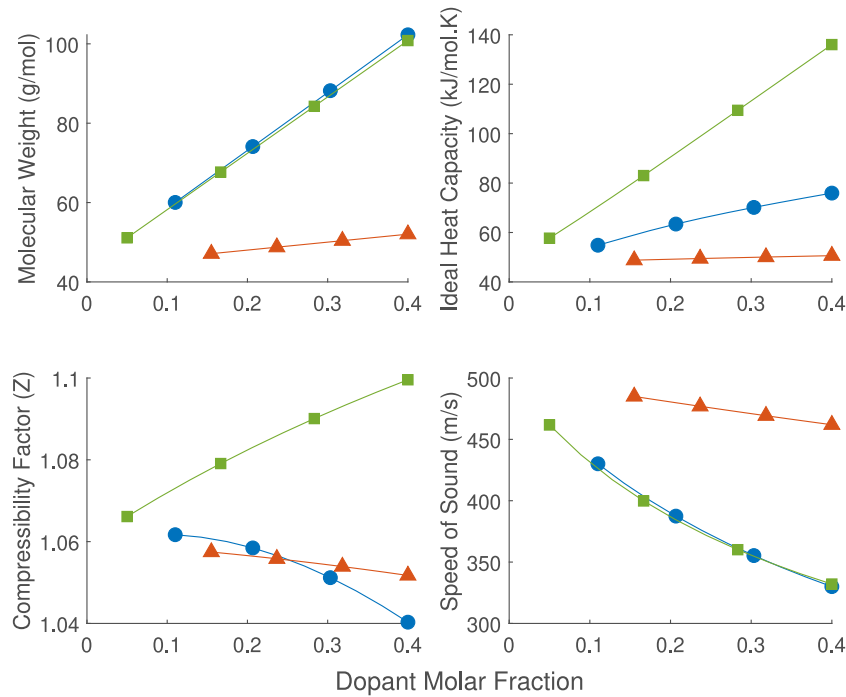 Molecular Weight (g/mol)
100
80
60
40
0 0.1 0.2 0.3 0.4
Ideal Heat Capacity (kJ/mol.K)
140
120
100
80
60
40
0 0.1 0.2 0.3 0.4
Compressibility Factor (Z)
1.1
1.08
1.06
1.04
0 0.1 0.2 0.3 0.4
Speed of Sound (m/s)
500
450
400
350
300
0 0.1 0.2 0.3 0.4
Dopant Molar Fraction